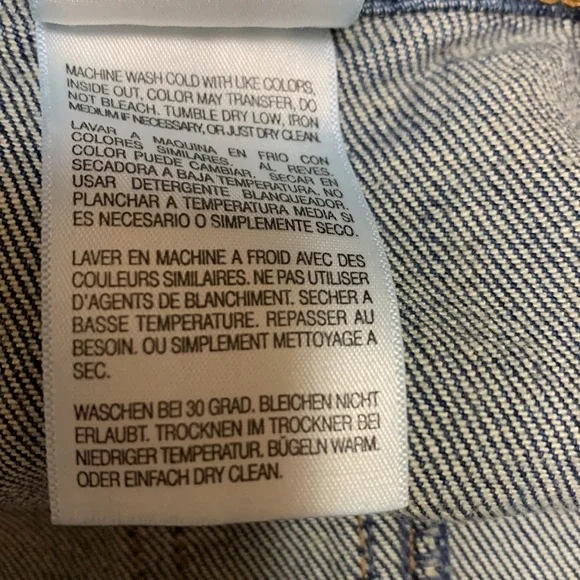 MACHINE WASH COLD WITH LIKE COLORS,
INSIDE OUT, COLOR MAY TRANSFER, DO
NOT BLEACH. TUMBLE DRY LOW, IRON
MEDIUM IF NECESSARY, OR JUST DRY CLEAN.
LAVAR A MAQUINA EN FRIO CON
COLORES SIMILARES. AL REVES.
COLOR PUEDE CAMBIAR. SECAR EN
SECADORA A BAJA TEMPERATURA. NO
USAR DETERGENTE BLANQUEADOR.
PLANCHAR A TEMPERATURA MEDIA SI
ES NECESARIO O SIMPLEMENTE SECO.
LAVER EN MACHINE A FROID AVEC DES
COULEURS SIMILAIRES. NE PAS UTILISER
D'AGENTS DE BLANCHIMENT. SECHER A
BASSE TEMPERATURE. REPASSER AU
BESOIN. OU SIMPLEMENT METTOYAGE A
SEC.
WASCHEN BEI 30 GRAD. BLEICHEN NICHT
ERLAUBT. TROCKNEN IM TROCKNER BEI
NIEDRIGER TEMPERATUR. BÜGELN WARM.
ODER EINFACH DRY CLEAN.